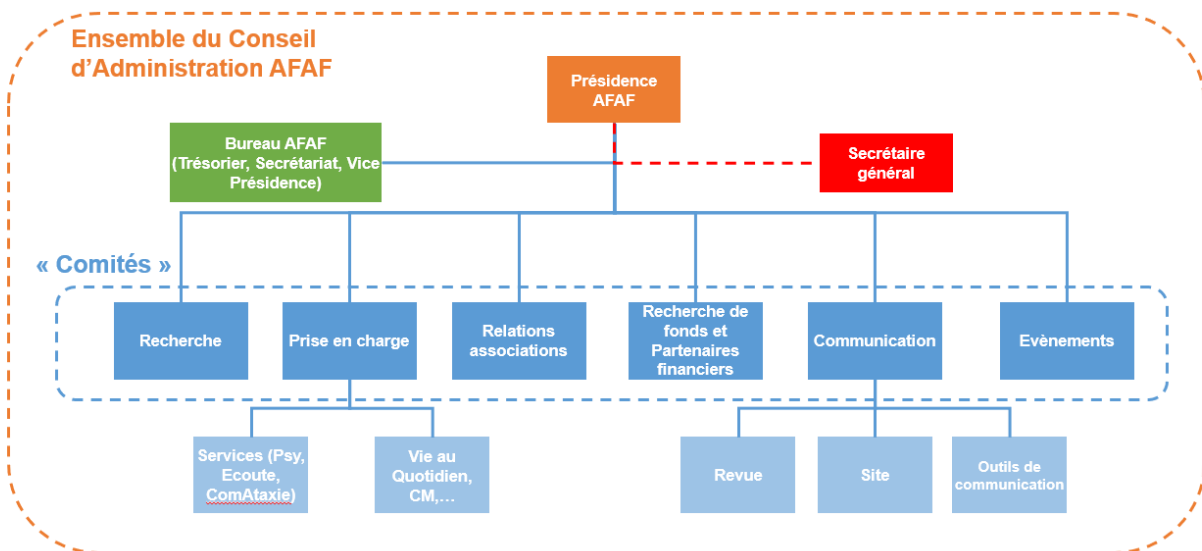 Ensemble du Conseil
d'Administration AFAF
Présidence
AFAF
Bureau AFAF
(Trésorier, Secrétariat, Vice
Présidence)
Secrétaire
général
« Comités »
Recherche
Prise en charge
Relations
associations
Recherche de
fonds et
Partenaires
financiers
Communication
Evènements
Services (Psy,
Ecoute,
ComAtaxie)
Vie au
Quotidien,
CM,...
Revue
Site
Outils de
communication